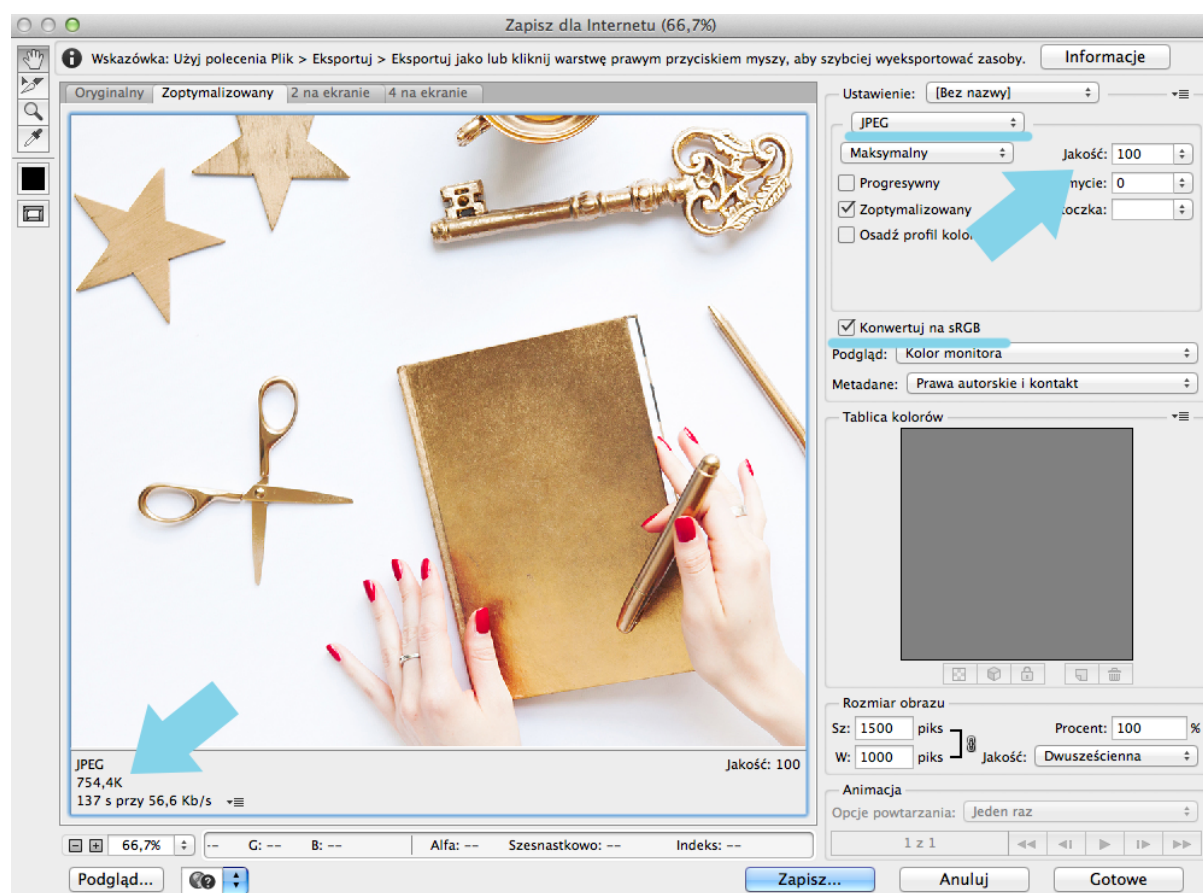 Zapisz dla Internetu (66,7%)
Wskazówka: Użyj polecenia Plik > Eksportuj > Eksportuj jako lub kliknij warstwę prawym przyciskiem myszy, aby szybciej wyeksportować zasoby.
Informacje
Oryginalny Zoptymalizowany 2 na ekranie 4 na ekranie
Ustawienie: [Bez nazwy]
JPEG
Maksymalny Jakość: 100
Progresywny mycie: 0
Zoptymalizowany oczka:
Osadź profil kolo
Konwertuj na sRGB
Podgląd: Kolor monitora
Metadane: Prawa autorskie i kontakt
Tablica kolorów
Rozmiar obrazu
Sz: 1500 piks Procent: 100 %
W: 1000 piks Jakość: Dwusześcienna
Animacja
Opcje powtarzania: Jeden raz
1 z 1
JPEG Jakość: 100
754,4K
137 s przy 56,6 Kb/s
66,7% -- G: -- B: -- Alfa: -- Szesnastkowo: -- Indeks: --
Podgląd... Zapisz... Anuluj Gotowe